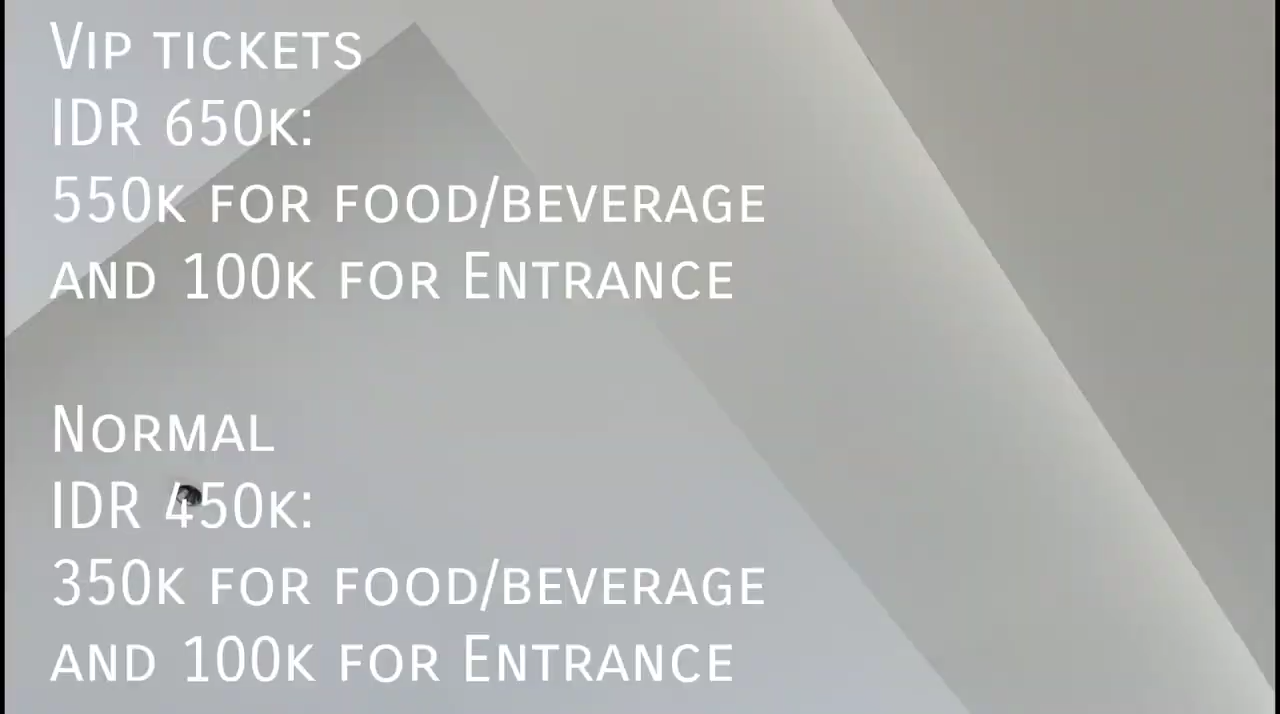 Vip tickets
IDR 650k:
550k for food/beverage
and 100k for Entrance
Normal
IDR 450k:
350k for food/beverage
and 100k for Entrance